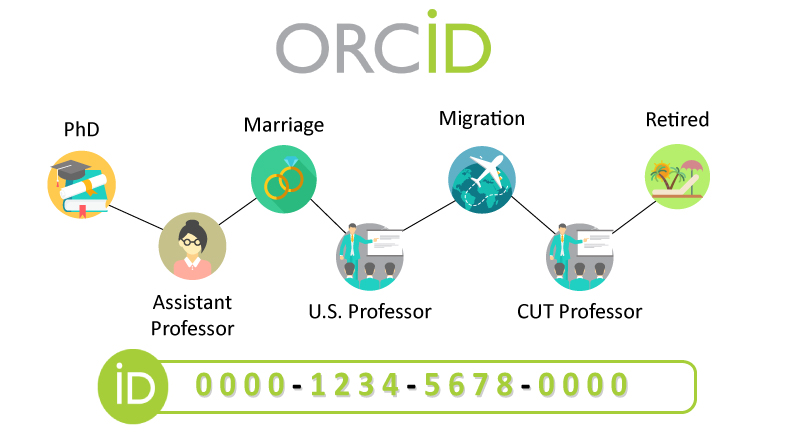 ORCiD
PhD
Marriage
Migration
Retired
Assistant
Professor
U.S. Professor
CUT Professor
iD
0000-1234-5678-0000